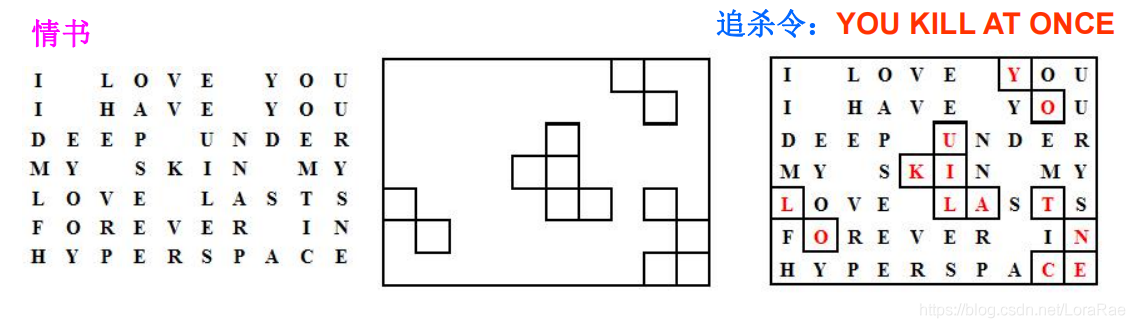 情书
追杀令：YOU KILL AT ONCE
I LOVE YOU
I HAVE YOU
DEEP UNDER
MY SKIN MY
LOVE LASTS
FOREVER IN
HYPERSPACE
I LOVE YOU
I HAVE YOU
DEEP UNDER
MY SKIN MY
LOVE LASTS
FOREVER IN
HYPERSPACE
https://blog.csdn.net/LoraRae